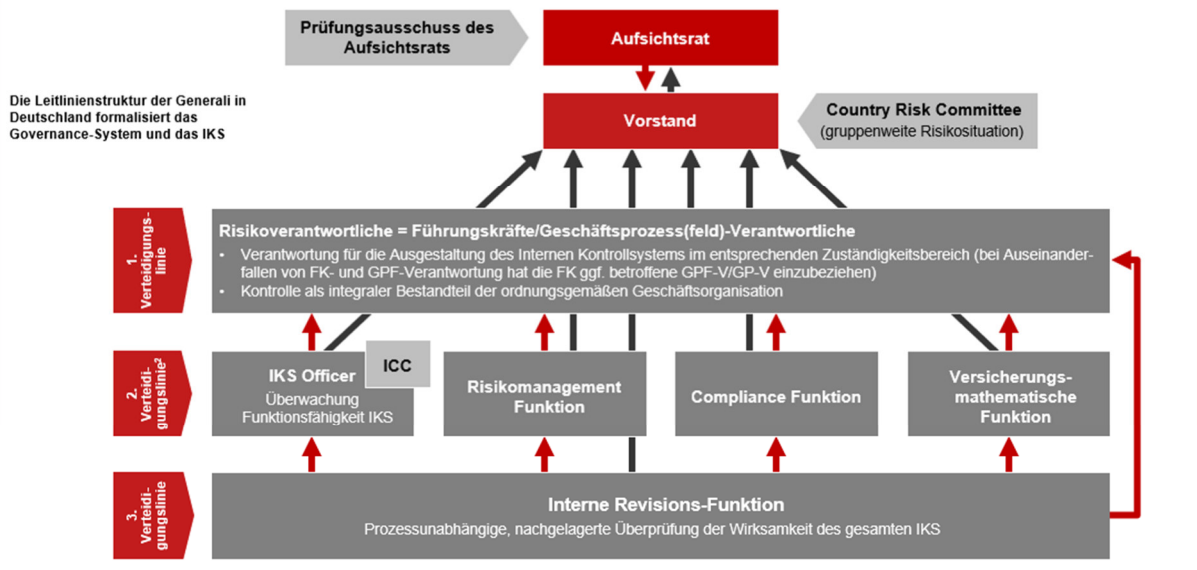 Prüfungsausschuss des
Aufsichtsrats
Aufsichtsrat
Die Leitlinienstruktur der Generali in
Deutschland formalisiert das
Governance-System und das IKS
Vorstand
Country Risk Committee
(gruppenweite Risikosituation)
1.
Verteidigungs-
linie
Risikoverantwortliche = Führungskräfte/Geschäftsprozess(feld)-Verantwortliche
• Verantwortung für die Ausgestaltung des Internen Kontrollsystems im entsprechenden Zuständigkeitsbereich (bei Auseinander-
fallen von FK- und GPF-Verantwortung hat die FK ggf. betroffene GPF-V/GP-V einzubeziehen)
• Kontrolle als integraler Bestandteil der ordnungsgemäßen Geschäftsorganisation
2.
Verteidi-
gungslinie²
IKS Officer
Überwachung
Funktionsfähigkeit IKS
ICC
Risikomanagement
Funktion
Compliance Funktion
Versicherungs-
mathematische
Funktion
3.
Verteidi-
gungslinie
Interne Revisions-Funktion
Prozessunabhängige, nachgelagerte Überprüfung der Wirksamkeit des gesamten IKS